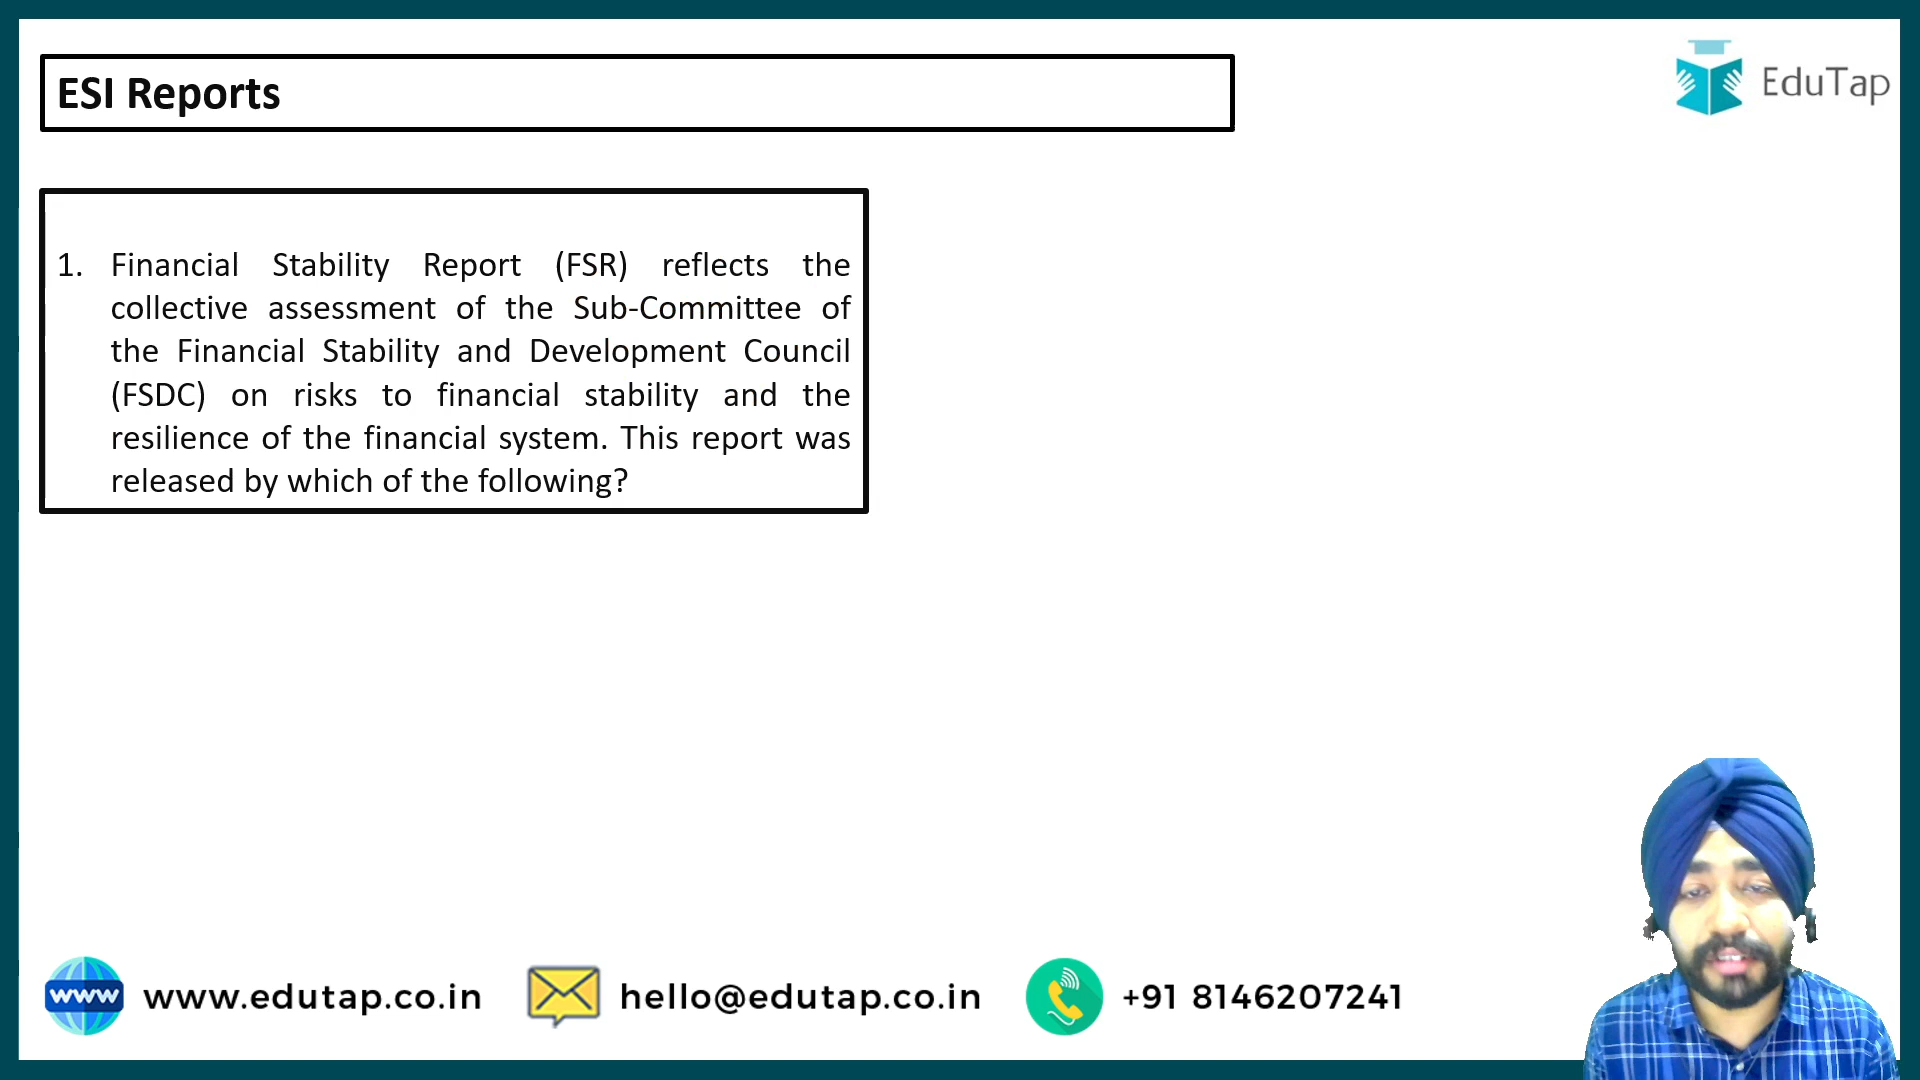 ESI Reports
EduTap
1. Financial Stability Report (FSR) reflects the
collective assessment of the Sub-Committee of
the Financial Stability and Development Council
(FSDC) on risks to financial stability and the
resilience of the financial system. This report was
released by which of the following?
www www.edutap.co.in hello@edutap.co.in +91 8146207241